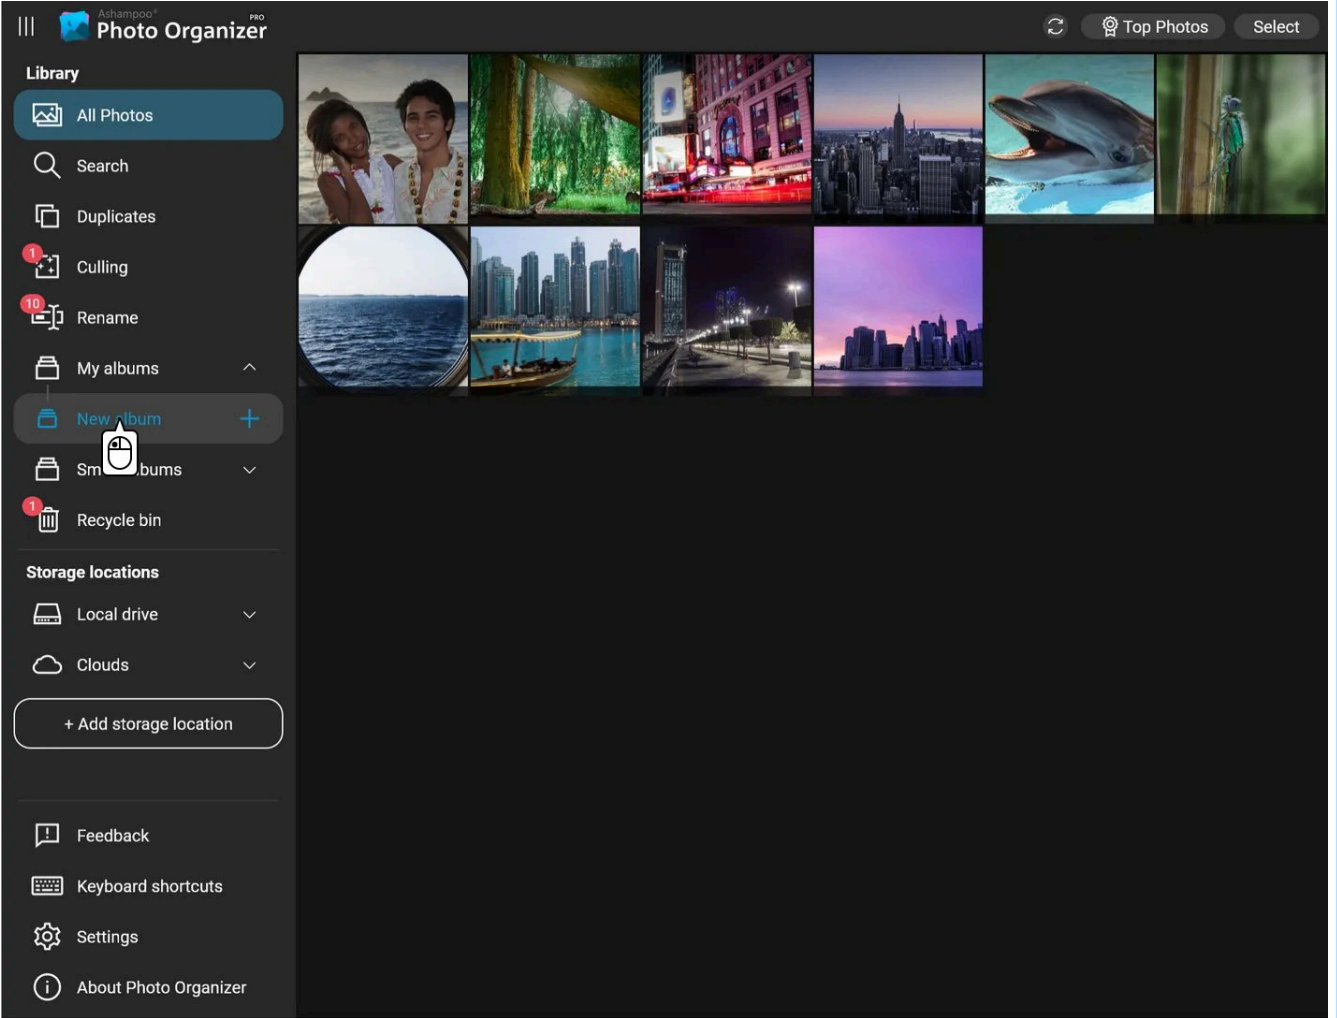 Ashampoo®
Photo Organizer PRO
Top Photos
Select
Library
All Photos
Search
Duplicates
1
Culling
10
Rename
My albums
New album +
Smart albums
1
Recycle bin
Storage locations
Local drive
Clouds
+ Add storage location
Feedback
Keyboard shortcuts
Settings
About Photo Organizer